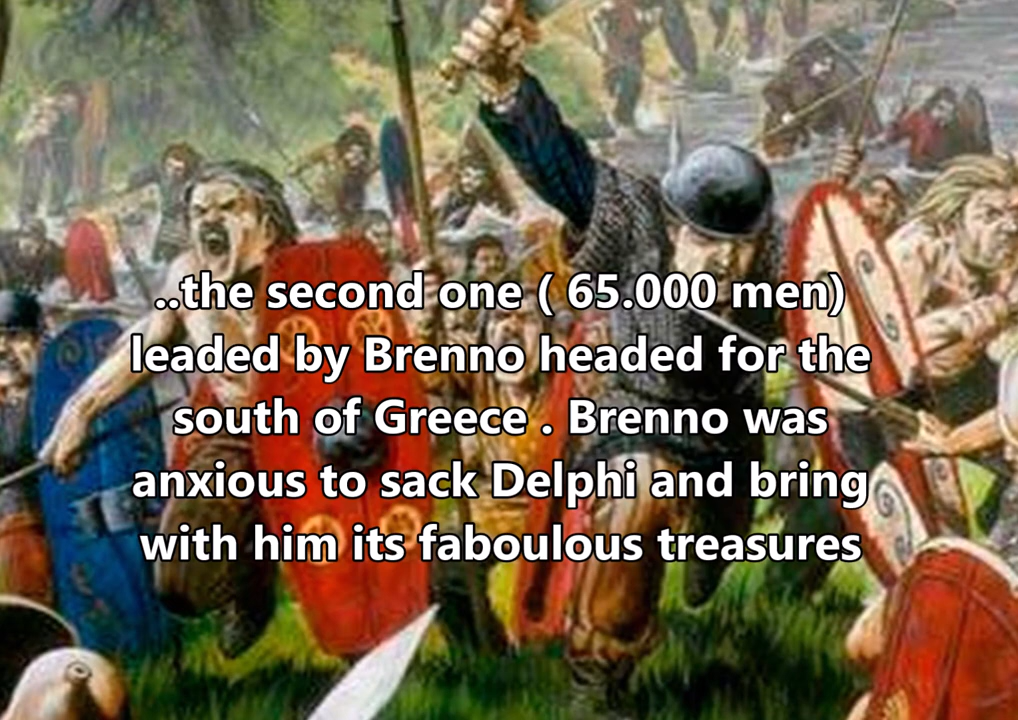 ..the second one ( 65.000 men)
leaded by Brenno headed for the
south of Greece . Brenno was
anxious to sack Delphi and bring
with him its faboulous treasures